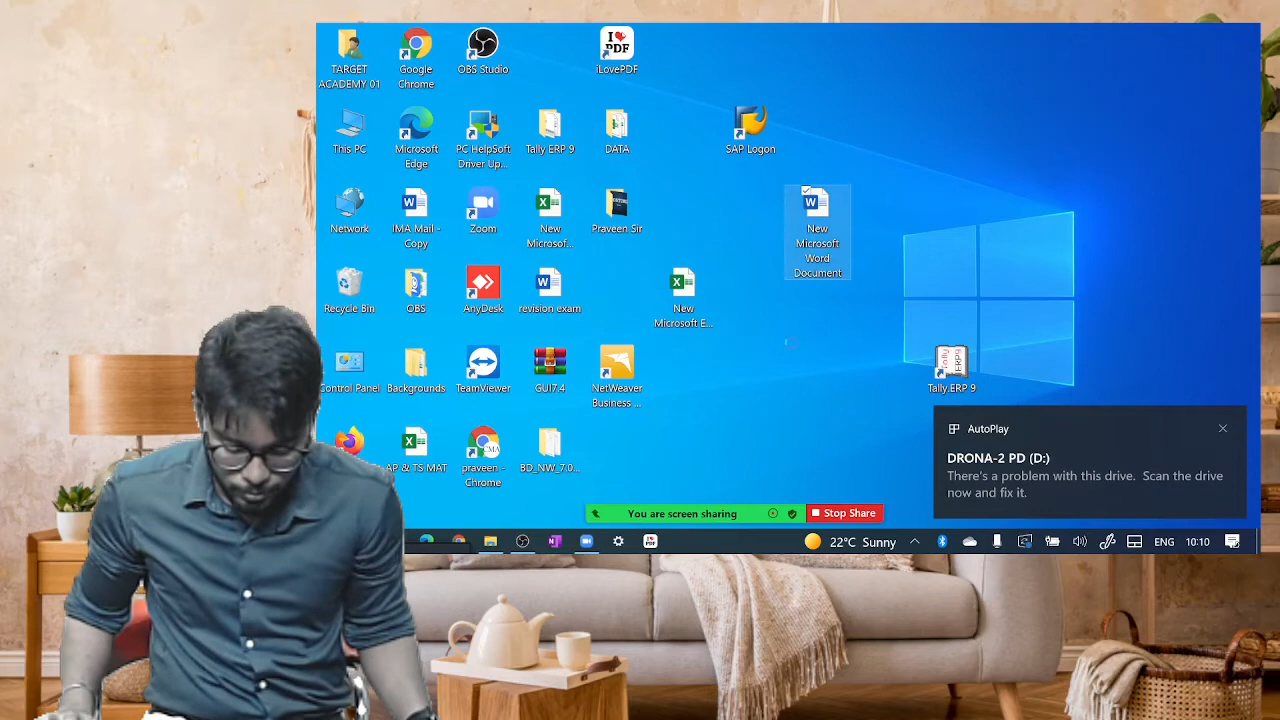 I ♥
PDF
TARGET
ACADEMY 01
Google
Chrome
OBS Studio
iLovePDF
This PC
Microsoft
Edge
PC HelpSoft
Driver Up...
Tally ERP 9
DATA
SAP Logon
Network
IMA Mail -
Copy
Zoom
New
Microsof...
Praveen Sir
New
Microsoft
Word
Document
Recycle Bin
OBS
AnyDesk
revision exam
New
Microsoft E...
Control Panel
Backgrounds
TeamViewer
GUI7.4
NetWeaver
Business ...
Tally
ERP9
Tally.ERP 9
AP & TS MAT
CMA
praveen -
Chrome
BD_NW_7.0...
AutoPlay
DRONA-2 PD (D:)
There's a problem with this drive. Scan the drive
now and fix it.
You are screen sharing
Stop Share
22°C Sunny
ENG
10:10